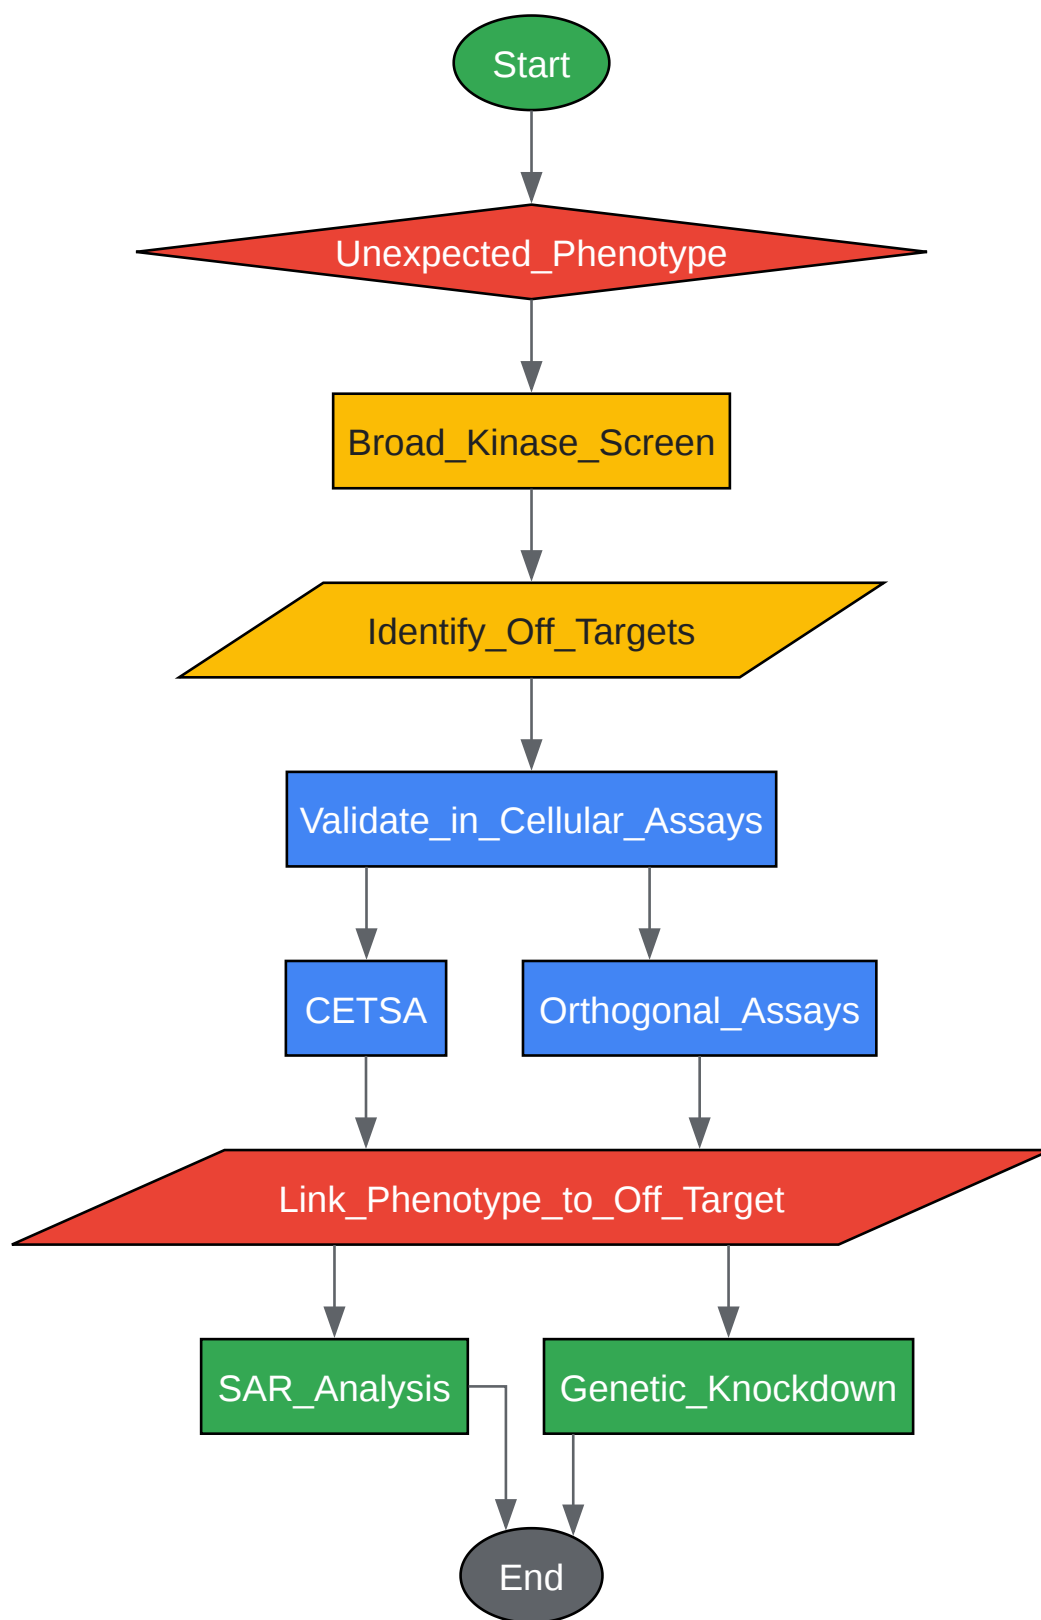 Start
Unexpected_Phenotype
Broad_Kinase_Screen
Identify_Off_Targets
Validate_in_Cellular_Assays
CETSA
Orthogonal_Assays
Link_Phenotype_to_Off_Target
SAR_Analysis
Genetic_Knockdown
End